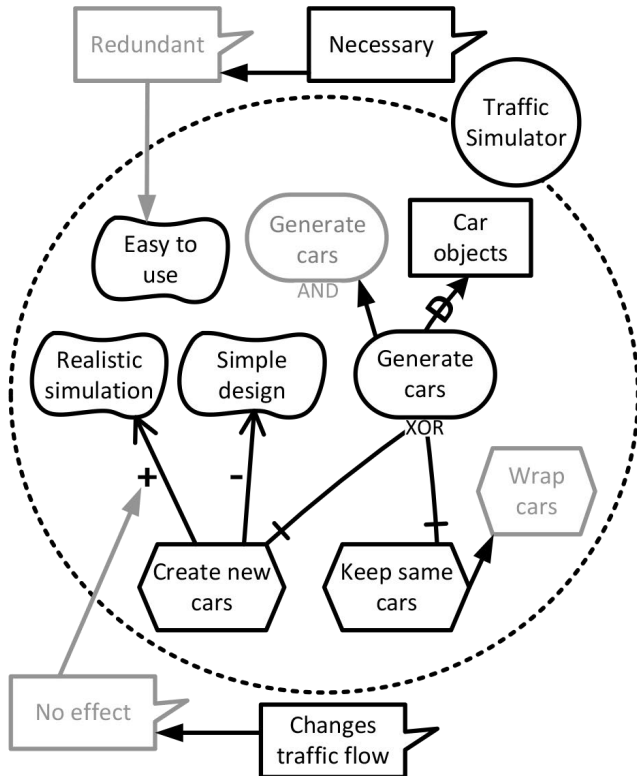 Redundant
Necessary
Traffic
Simulator
Generate
cars
AND
Car
objects
Easy to
use
D
Realistic
simulation
Simple
design
Generate
cars
XOR
+
-
Wrap
cars
Create new
cars
Keep same
cars
No effect
Changes
traffic flow